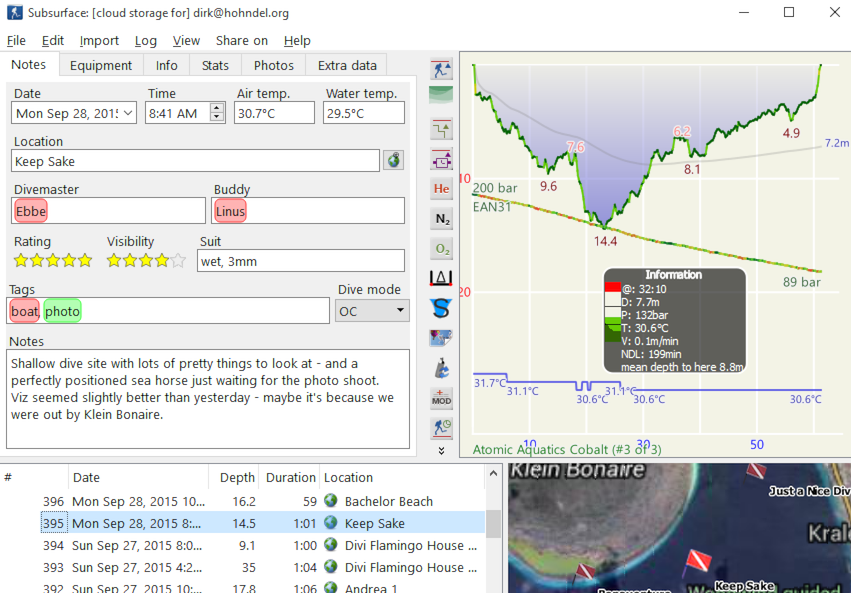 Subsurface: [cloud storage for] dirk@hohndel.org
File Edit Import Log View Share on Help
Notes Equipment Info Stats Photos Extra data
Date Time Air temp. Water temp.
Mon Sep 28, 201 8:41 AM 30.7°C 29.5°C
Location
Keep Sake
Divemaster Buddy
Ebbe Linus
Rating Visibility Suit
wet, 3mm
Tags Dive mode
boat photo OC
Notes
Shallow dive site with lots of pretty things to look at - and a
perfectly positioned sea horse just waiting for the photo shoot.
Viz seemed slightly better than yesterday - maybe it's because we
were out by Klein Bonaire.
He
N₂
O₂
MOD
7.6
6.2
4.9
7.2m
9.6
8.1
10
200 bar
EAN31
14.4
89 bar
20
Information
@: 32:10
D: 7.7m
P: 132bar
T: 30.6°C
V: 0.1m/min
NDL: 199min
mean depth to here 8.8m
31.7°C
31.1°C
30.6°C
31.1°C
30.6°C
30.6°C
10 30 50
Atomic Aquatics Cobalt (#3 of 3)
# Date Depth Duration Location
396 Mon Sep 28, 2015 10... 16.2 59 Bachelor Beach
395 Mon Sep 28, 2015 8:... 14.5 1:01 Keep Sake
394 Sun Sep 27, 2015 8:0... 9.1 1:00 Divi Flamingo House ...
393 Sun Sep 27, 2015 4:2... 35 1:04 Divi Flamingo House ...
392 Sun Sep 27, 2015 10:... 17.8 1:06 Andrea 1
Klein Bonaire
Just a Nice Div
Kral
Keep Sake
Bonaventure
guided